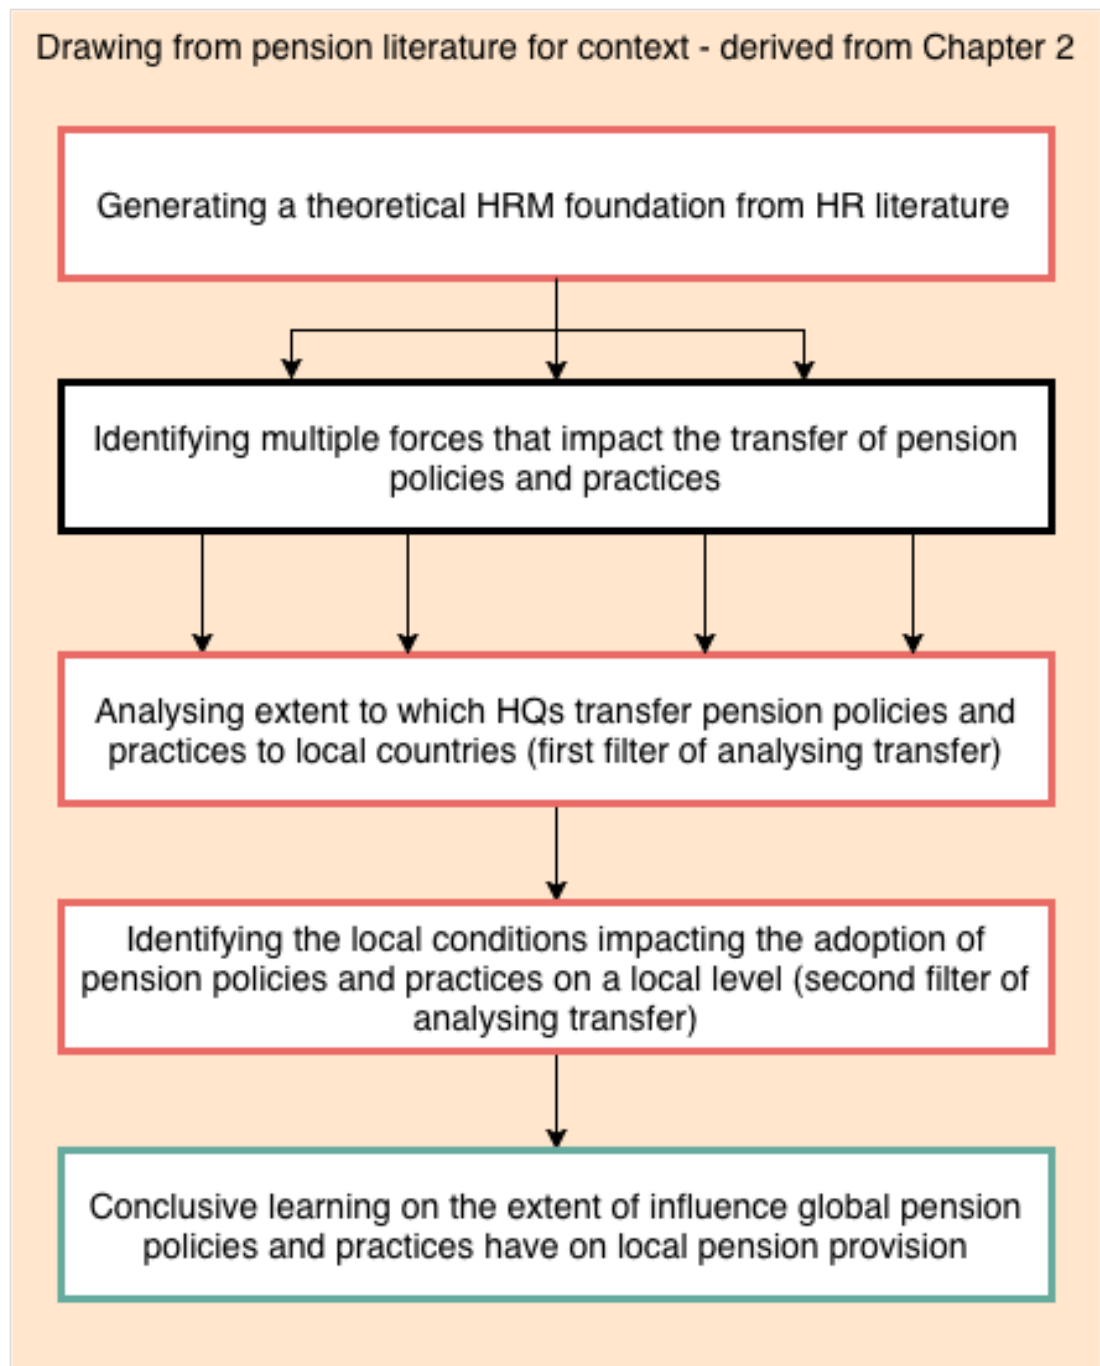 Drawing from pension literature for context - derived from Chapter 2
Generating a theoretical HRM foundation from HR literature
Identifying multiple forces that impact the transfer of pension
policies and practices
Analysing extent to which HQs transfer pension policies and
practices to local countries (first filter of analysing transfer)
Identifying the local conditions impacting the adoption of
pension policies and practices on a local level (second filter of
analysing transfer)
Conclusive learning on the extent of influence global pension
policies and practices have on local pension provision